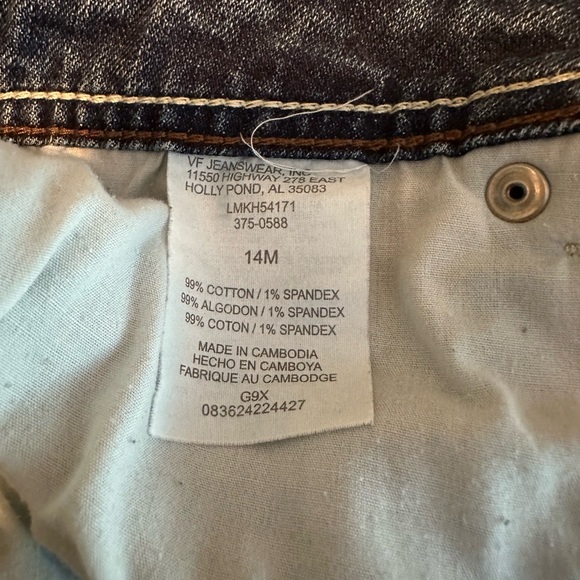 VF JEANSWEAR, INC
11550 HIGHWAY 278 EAST
HOLLY POND, AL 35083
LMKH54171
375-0588
14M
99% COTTON / 1% SPANDEX
99% ALGODON / 1% SPANDEX
99% COTON / 1% SPANDEX
MADE IN CAMBODIA
HECHO EN CAMBOYA
FABRIQUE AU CAMBODGE
G9X
083624224427